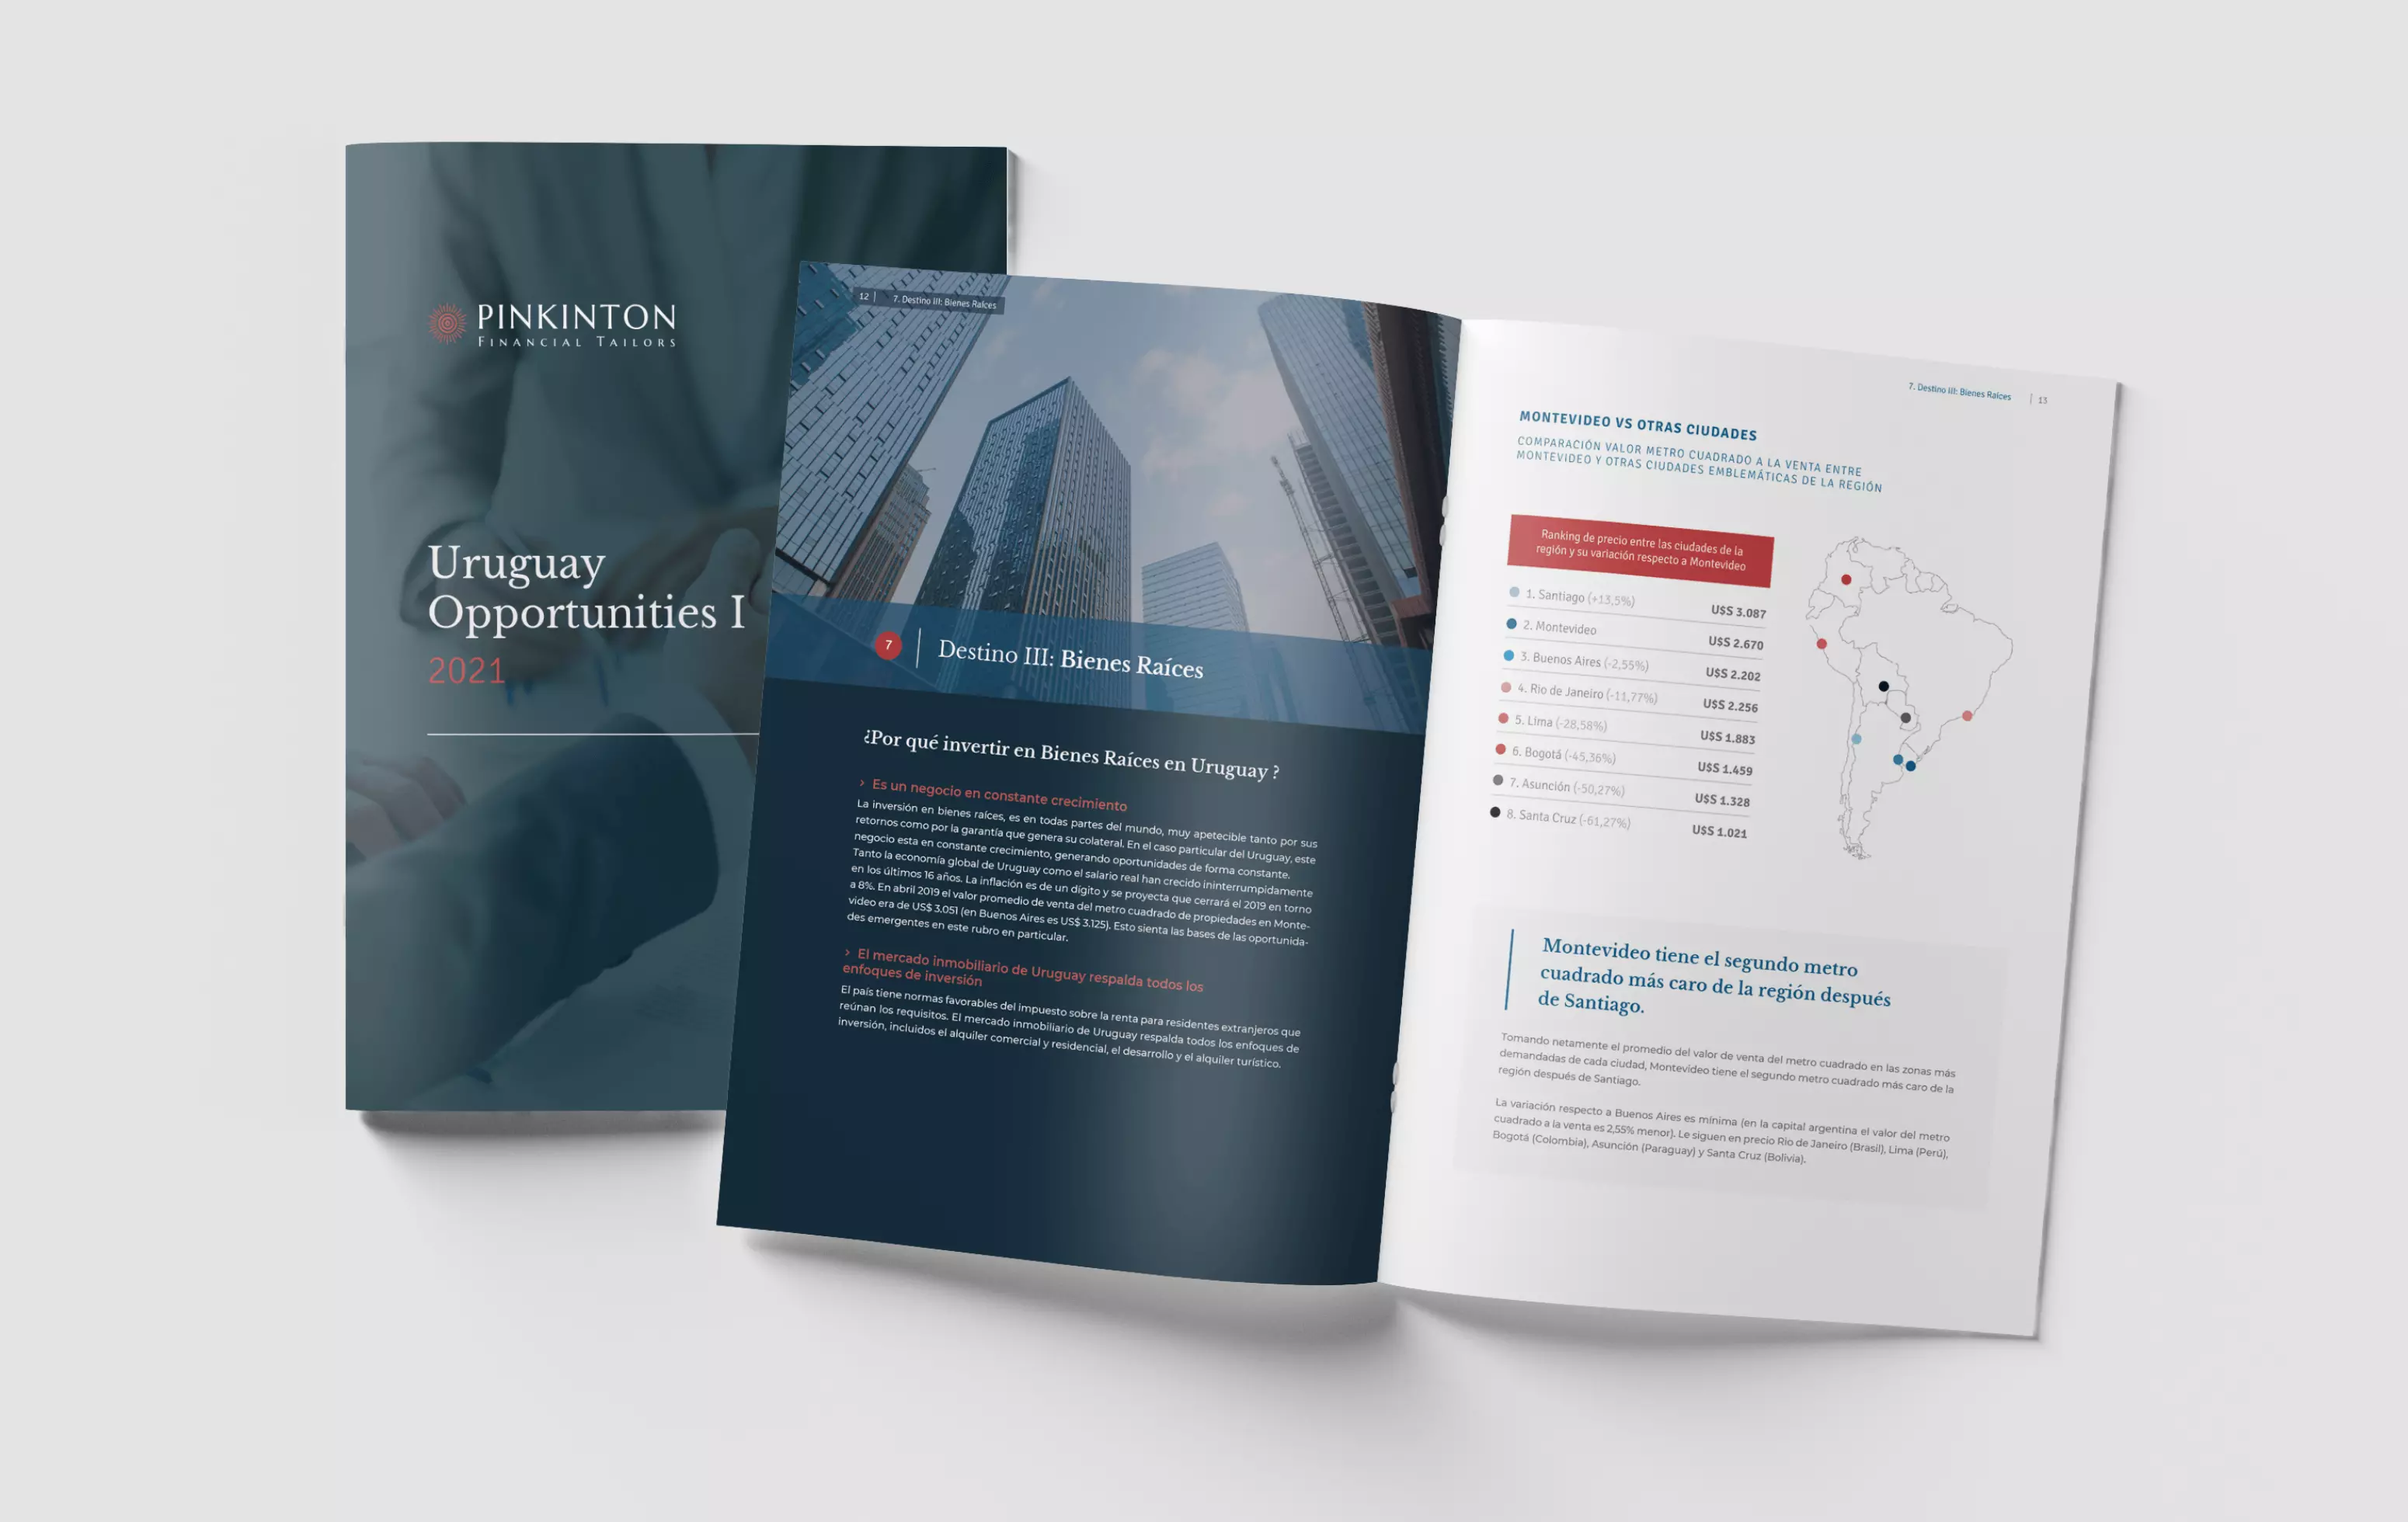 PINKINTON
FINANCIAL TAILORS
Uruguay
Opportunities I
2021
12 | 7. Destino III: Bienes Raíces
7 | Destino III: Bienes Raíces
¿Por qué invertir en Bienes Raíces en Uruguay ?
> Es un negocio en constante crecimiento
La inversión en bienes raíces, es en todas partes del mundo, muy apetecible tanto por sus
retornos como por la garantía que genera su colateral. En el caso particular del Uruguay, este
negocio esta en constante crecimiento, generando oportunidades de forma constante.
Tanto la economía global de Uruguay como el salario real han crecido ininterrumpidamente
en los últimos 16 años. La inflación es de un dígito y se proyecta que cerrará el 2019 en torno
a 8%. En abril 2019 el valor promedio de venta del metro cuadrado de propiedades en Monte-
video era de US$ 3.051 (en Buenos Aires es US$ 3.125). Esto sienta las bases de las oportunida-
des emergentes en este rubro en particular.
> El mercado inmobiliario de Uruguay respalda todos los
enfoques de inversión
El país tiene normas favorables del impuesto sobre la renta para residentes extranjeros que
reúnan los requisitos. El mercado inmobiliario de Uruguay respalda todos los enfoques de
inversión, incluidos el alquiler comercial y residencial, el desarrollo y el alquiler turístico.
7. Destino III: Bienes Raíces | 13
MONTEVIDEO VS OTRAS CIUDADES
COMPARACIÓN VALOR METRO CUADRADO A LA VENTA ENTRE
MONTEVIDEO Y OTRAS CIUDADES EMBLEMÁTICAS DE LA REGIÓN
Ranking de precio entre las ciudades de la
región y su variación respecto a Montevideo
1. Santiago (+13,5%) U$S 3.087
2. Montevideo U$S 2.670
3. Buenos Aires (-2,55%) U$S 2.202
4. Rio de Janeiro (-11,77%) U$S 2.256
5. Lima (-28,58%) U$S 1.883
6. Bogotá (-45,36%) U$S 1.459
7. Asunción (-50,27%) U$S 1.328
8. Santa Cruz (-61,27%) U$S 1.021
Montevideo tiene el segundo metro
cuadrado más caro de la región después
de Santiago.
Tomando netamente el promedio del valor de venta del metro cuadrado en las zonas más
demandadas de cada ciudad, Montevideo tiene el segundo metro cuadrado más caro de la
región después de Santiago.
La variación respecto a Buenos Aires es mínima (en la capital argentina el valor del metro
cuadrado a la venta es 2,55% menor). Le siguen en precio Rio de Janeiro (Brasil), Lima (Perú),
Bogotá (Colombia), Asunción (Paraguay) y Santa Cruz (Bolivia).